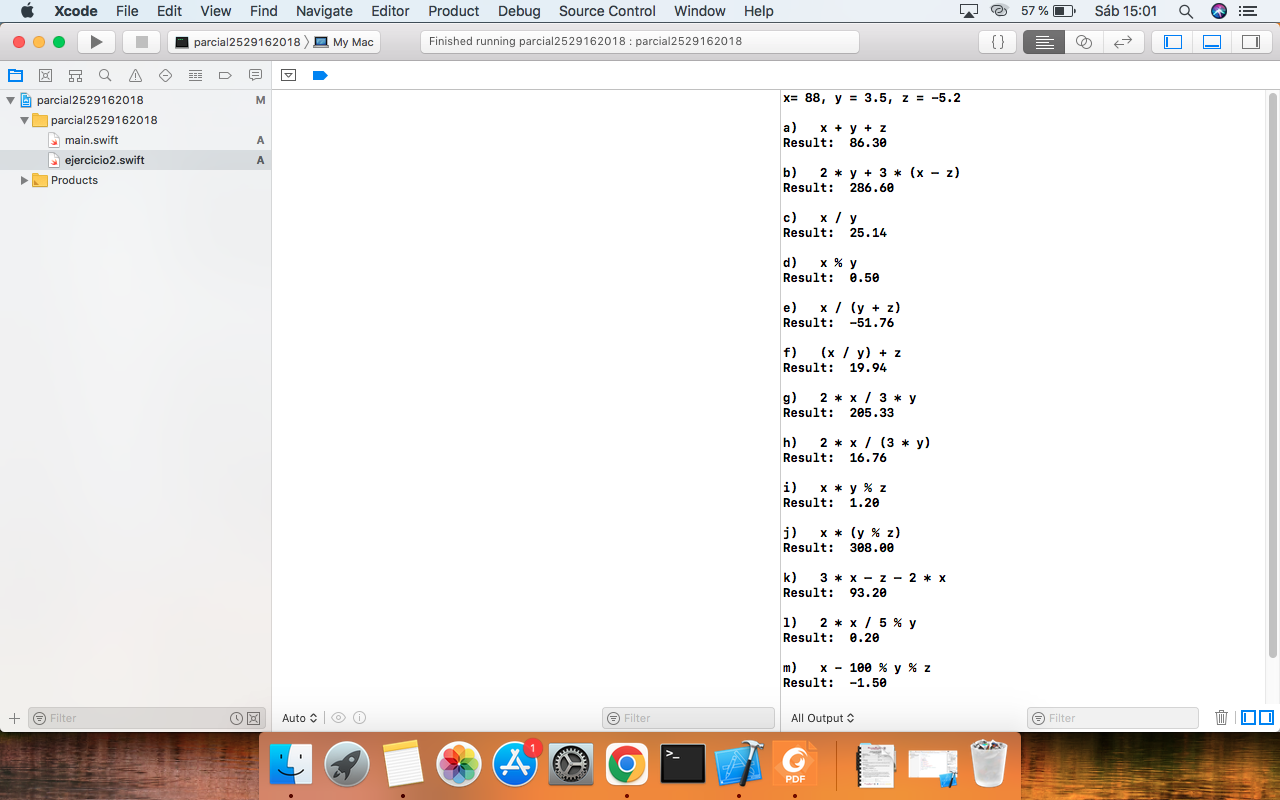 Xcode File Edit View Find Navigate Editor Product Debug Source Control Window Help 57 % Sáb 15:01
parcial2529162018 My Mac Finished running parcial2529162018 : parcial2529162018 { }
parcial2529162018 M
parcial2529162018
main.swift A
ejercicio2.swift A
Products
x= 88, y = 3.5, z = -5.2
a) x + y + z
Result: 86.30
b) 2 * y + 3 * (x - z)
Result: 286.60
c) x / y
Result: 25.14
d) x % y
Result: 0.50
e) x / (y + z)
Result: -51.76
f) (x / y) + z
Result: 19.94
g) 2 * x / 3 * y
Result: 205.33
h) 2 * x / (3 * y)
Result: 16.76
i) x * y % z
Result: 1.20
j) x * (y % z)
Result: 308.00
k) 3 * x - z - 2 * x
Result: 93.20
l) 2 * x / 5 % y
Result: 0.20
m) x - 100 % y % z
Result: -1.50
Filter Auto Filter All Output Filter
1
>_
PDF